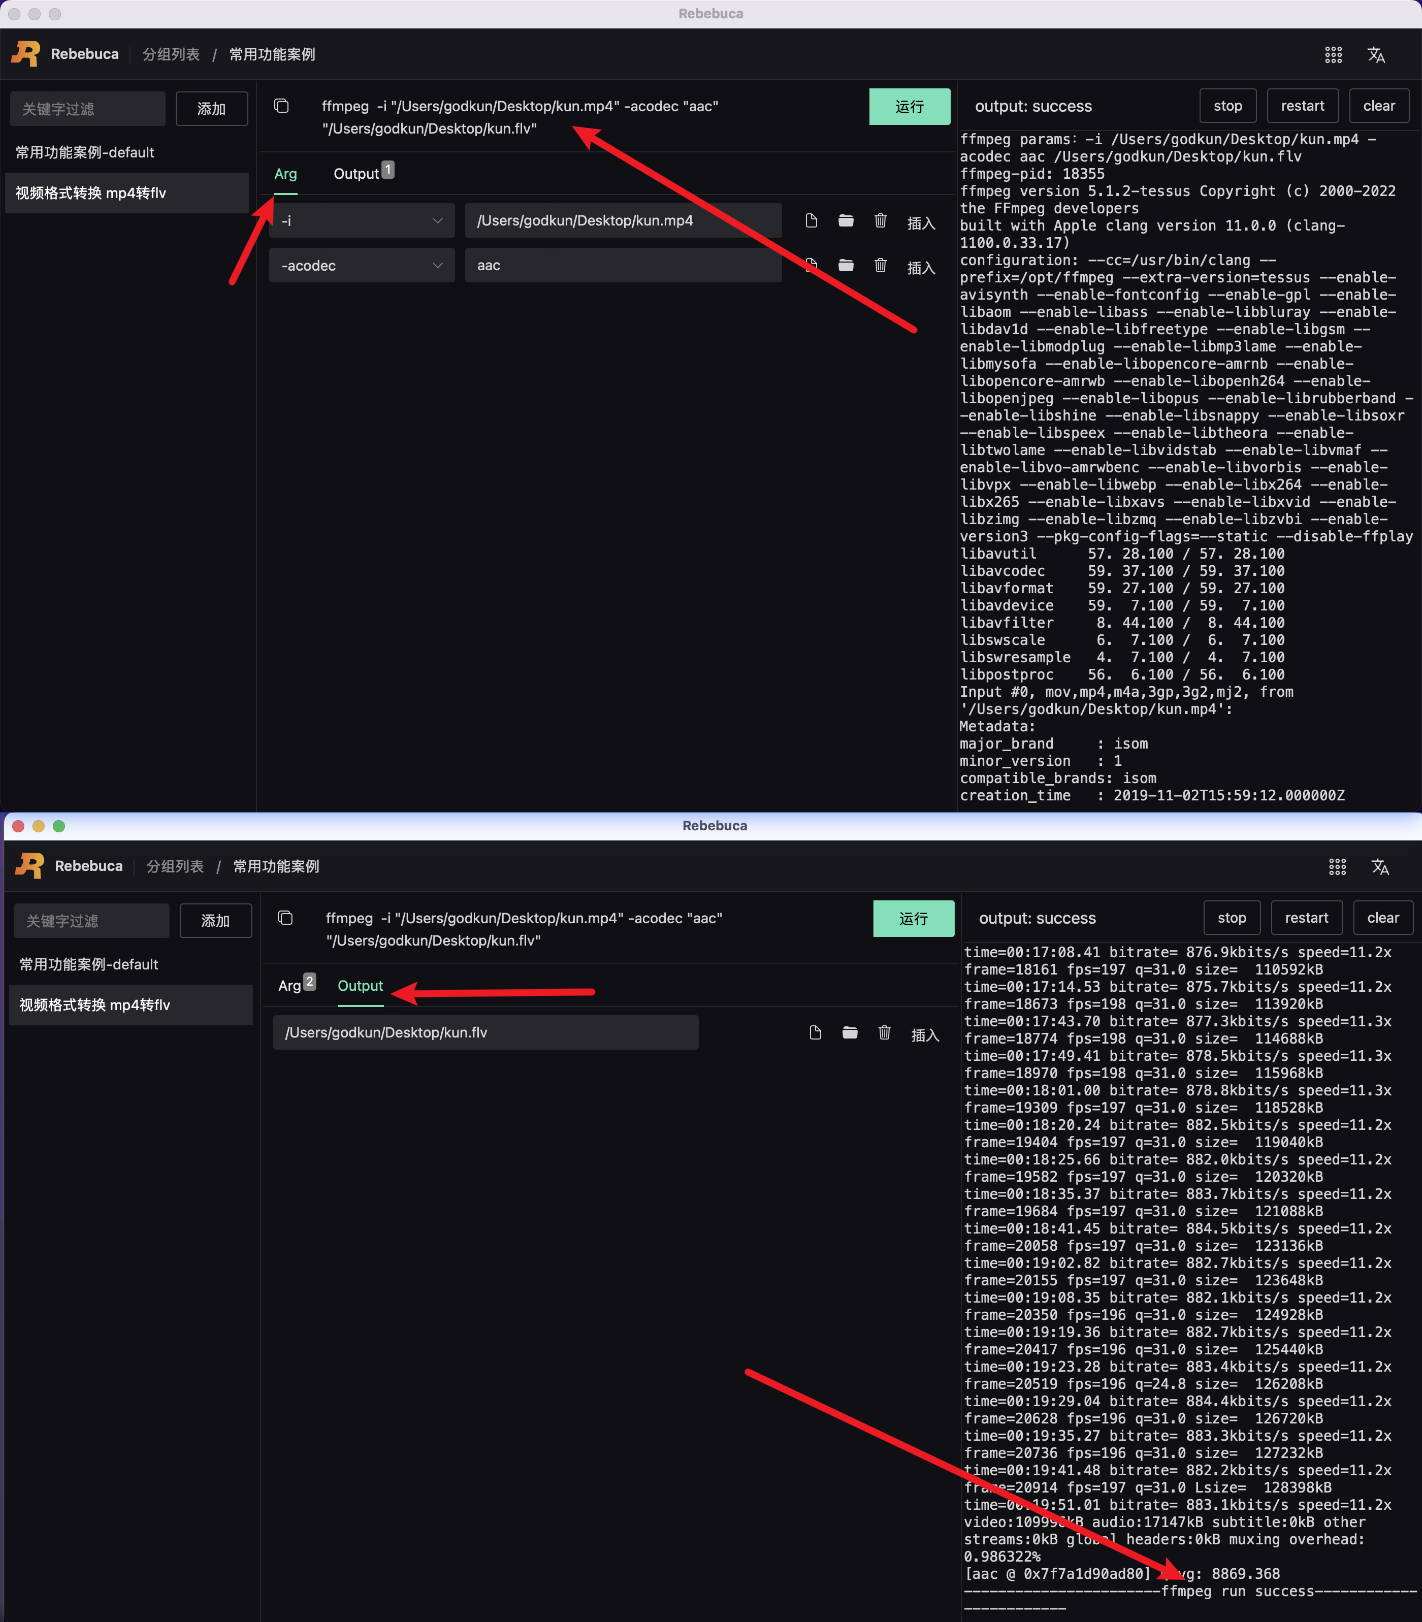 Rebebuca
Rebebuca
分组列表 / 常用功能案例
关键字过滤
添加
常用功能案例-default
视频格式转换 mp4转flv
ffmpeg -i "/Users/godkun/Desktop/kun.mp4" -acodec "aac"
"/Users/godkun/Desktop/kun.flv"
运行
Arg
Output 1
-i
/Users/godkun/Desktop/kun.mp4
插入
-acodec
aac
插入
output: success
stop
restart
clear
ffmpeg params: -i /Users/godkun/Desktop/kun.mp4 -
acodec aac /Users/godkun/Desktop/kun.flv
ffmpeg-pid: 18355
ffmpeg version 5.1.2-tessus Copyright (c) 2000-2022
the FFmpeg developers
built with Apple clang version 11.0.0 (clang-
1100.0.33.17)
configuration: --cc=/usr/bin/clang --
prefix=/opt/ffmpeg --extra-version=tessus --enable-
avisynth --enable-fontconfig --enable-gpl --enable-
libaom --enable-libass --enable-libbluray --enable-
libdav1d --enable-libfreetype --enable-libgsm --
enable-libmodplug --enable-libmp3lame --enable-
libmysofa --enable-libopencore-amrnb --enable-
libopencore-amrwb --enable-libopenh264 --enable-
libopenjpeg --enable-libopus --enable-librubberband -
-enable-libshine --enable-libsnappy --enable-libsoxr
--enable-libspeex --enable-libtheora --enable-
libtwolame --enable-libvidstab --enable-libvmaf --
enable-libvo-amrwbenc --enable-libvorbis --enable-
libvpx --enable-libwebp --enable-libx264 --enable-
libx265 --enable-libxavs --enable-libxvid --enable-
libzimg --enable-libzmq --enable-libzvbi --enable-
version3 --pkg-config-flags=--static --disable-ffplay
libavutil 57. 28.100 / 57. 28.100
libavcodec 59. 37.100 / 59. 37.100
libavformat 59. 27.100 / 59. 27.100
libavdevice 59. 7.100 / 59. 7.100
libavfilter 8. 44.100 / 8. 44.100
libswscale 6. 7.100 / 6. 7.100
libswresample 4. 7.100 / 4. 7.100
libpostproc 56. 6.100 / 56. 6.100
Input #0, mov,mp4,m4a,3gp,3g2,mj2, from
'/Users/godkun/Desktop/kun.mp4':
Metadata:
major_brand : isom
minor_version : 1
compatible_brands: isom
creation_time : 2019-11-02T15:59:12.000000Z
Rebebuca
Rebebuca
分组列表 / 常用功能案例
关键字过滤
添加
常用功能案例-default
视频格式转换 mp4转flv
ffmpeg -i "/Users/godkun/Desktop/kun.mp4" -acodec "aac"
"/Users/godkun/Desktop/kun.flv"
运行
Arg 2
Output
/Users/godkun/Desktop/kun.flv
插入
output: success
stop
restart
clear
time=00:17:08.41 bitrate= 876.9kbits/s speed=11.2x
frame=18161 fps=197 q=31.0 size= 110592kB
time=00:17:14.53 bitrate= 875.7kbits/s speed=11.2x
frame=18673 fps=198 q=31.0 size= 113920kB
time=00:17:43.70 bitrate= 877.3kbits/s speed=11.3x
frame=18774 fps=198 q=31.0 size= 114688kB
time=00:17:49.41 bitrate= 878.5kbits/s speed=11.3x
frame=18970 fps=198 q=31.0 size= 115968kB
time=00:18:01.00 bitrate= 878.8kbits/s speed=11.3x
frame=19309 fps=197 q=31.0 size= 118528kB
time=00:18:20.24 bitrate= 882.5kbits/s speed=11.2x
frame=19404 fps=197 q=31.0 size= 119040kB
time=00:18:25.66 bitrate= 882.0kbits/s speed=11.2x
frame=19582 fps=197 q=31.0 size= 120320kB
time=00:18:35.37 bitrate= 883.7kbits/s speed=11.2x
frame=19684 fps=197 q=31.0 size= 121088kB
time=00:18:41.45 bitrate= 884.5kbits/s speed=11.2x
frame=20058 fps=197 q=31.0 size= 123136kB
time=00:19:02.82 bitrate= 882.7kbits/s speed=11.2x
frame=20155 fps=197 q=31.0 size= 123648kB
time=00:19:08.35 bitrate= 882.1kbits/s speed=11.2x
frame=20350 fps=196 q=31.0 size= 124928kB
time=00:19:19.36 bitrate= 882.7kbits/s speed=11.2x
frame=20417 fps=196 q=31.0 size= 125440kB
time=00:19:23.28 bitrate= 883.4kbits/s speed=11.2x
frame=20519 fps=196 q=24.8 size= 126208kB
time=00:19:29.04 bitrate= 884.4kbits/s speed=11.2x
frame=20628 fps=196 q=31.0 size= 126720kB
time=00:19:35.27 bitrate= 883.3kbits/s speed=11.2x
frame=20736 fps=196 q=31.0 size= 127232kB
time=00:19:41.48 bitrate= 882.2kbits/s speed=11.2x
frame=20914 fps=197 q=31.0 Lsize= 128398kB
time=00:19:51.01 bitrate= 883.1kbits/s speed=11.2x
audio:17147kB subtitle:0kB other
streams:0kB global headers:0kB muxing overhead:
0.986322%
[aac @ 0x7f7a1d90ad80] 8869.368
-----------------------ffmpeg run success------------
------------